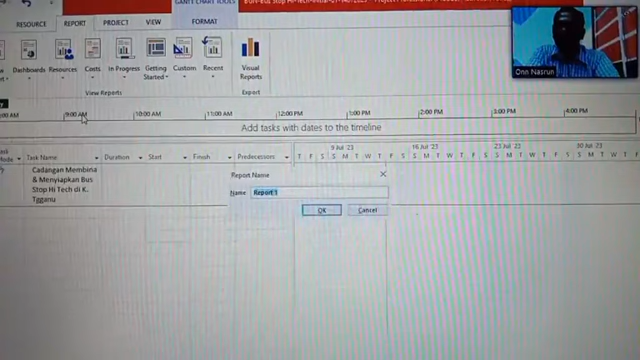 GANTT CHART TOOLS
RESOURCE REPORT PROJECT VIEW FORMAT
Dashboards Resources Costs In Progress Getting Started Custom Recent Visual Reports
View Reports Export
9:00 AM 10:00 AM 11:00 AM 12:00 PM 1:00 PM 2:00 PM 3:00 PM 4:00 PM
Add tasks with dates to the timeline
9 Jul '23 16 Jul '23 23 Jul '23 30 Jul '23
Task Mode Task Name Duration Start Finish Predecessors
T F S S M T W T F S S M T W T F S S M T W T F S S M T W
Cadangan Membina
& Menyiapkan Bus
Stop Hi Tech di K.
Tgganu
Report Name
Name: Report 1
OK Cancel
Onn Nasrun